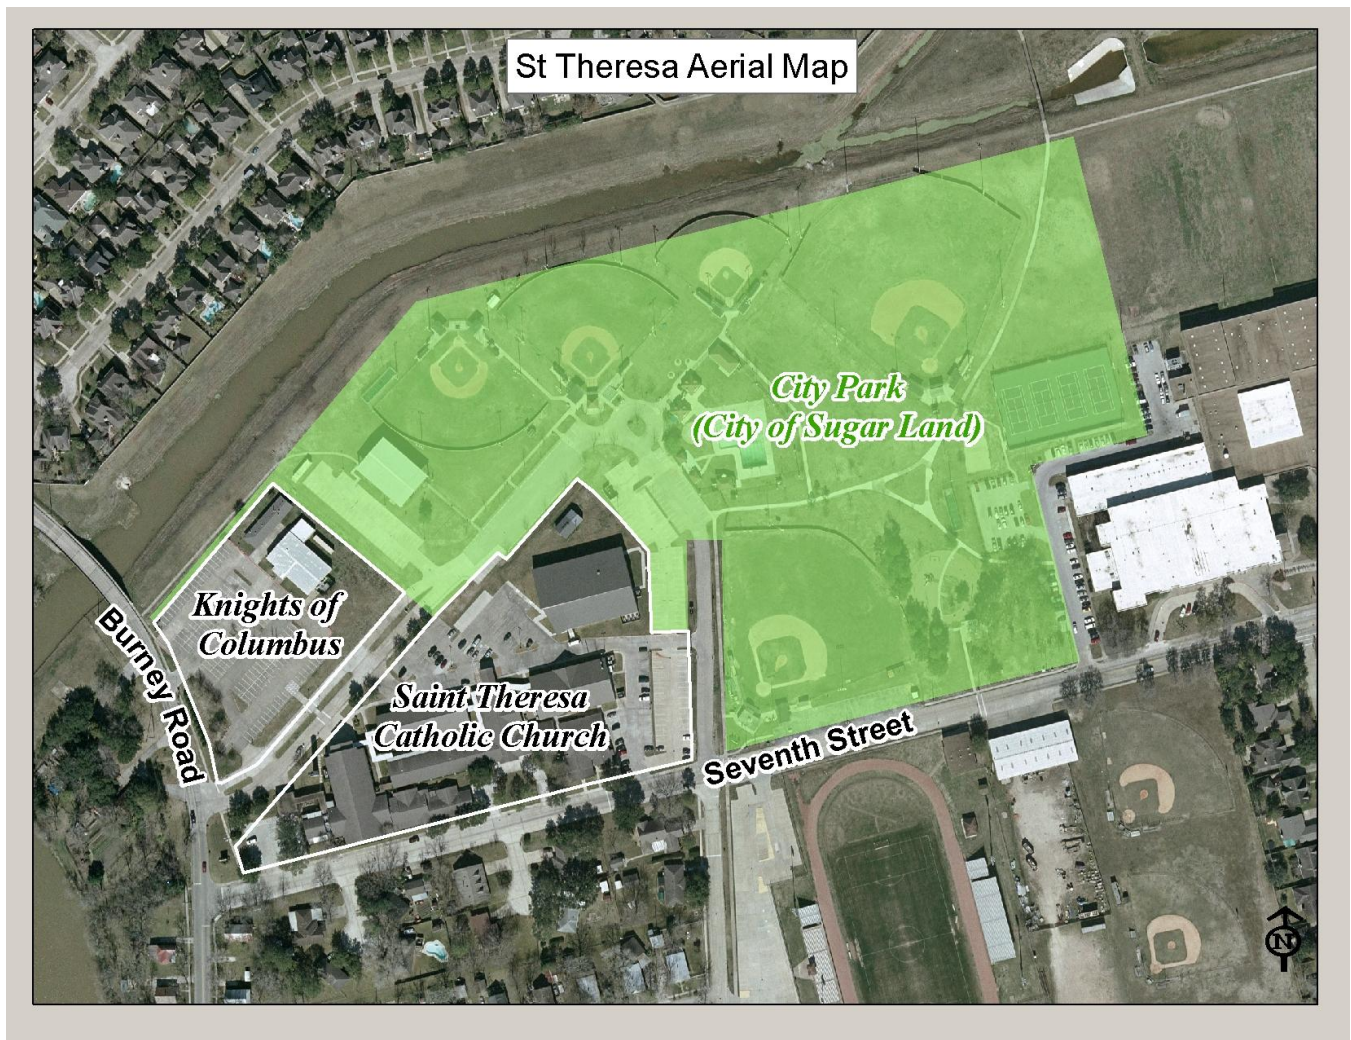 St Theresa Aerial Map
City Park
(City of Sugar Land)
Knights of
Columbus
Burney Road
Saint Theresa
Catholic Church
Seventh Street
N